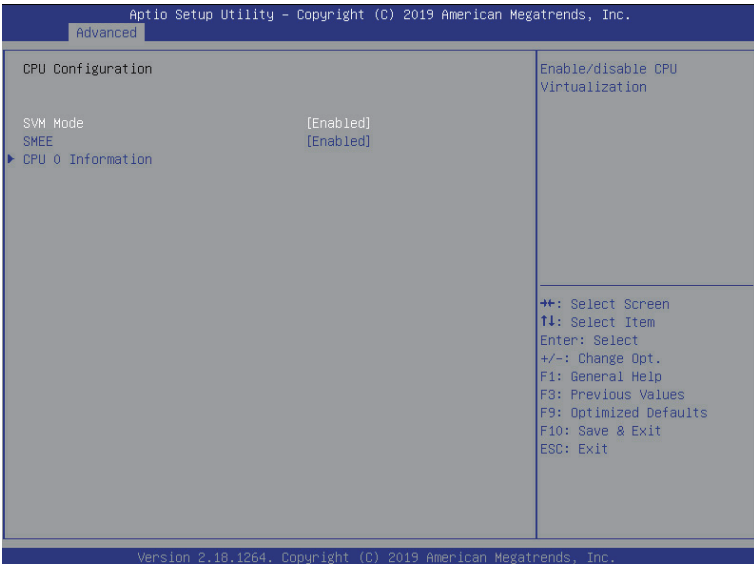 Aptio Setup Utility – Copyright (C) 2019 American Megatrends, Inc.
Advanced
CPU Configuration
SVM Mode [Enabled]
SMEE [Enabled]
CPU 0 Information
Enable/disable CPU
Virtualization
→←: Select Screen
↑↓: Select Item
Enter: Select
+/-: Change Opt.
F1: General Help
F3: Previous Values
F9: Optimized Defaults
F10: Save & Exit
ESC: Exit
Version 2.18.1264. Copyright (C) 2019 American Megatrends, Inc.